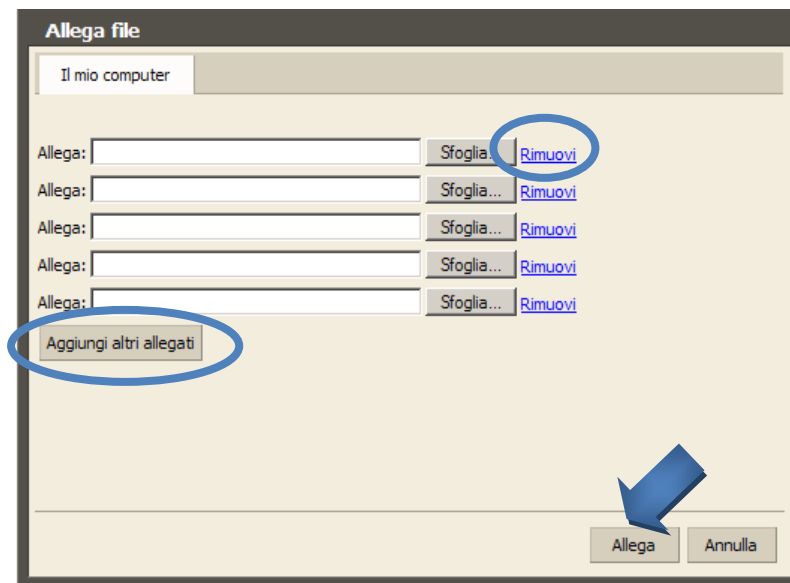 Allega file
Il mio computer
Allega: Sfoglia... Rimuovi
Allega: Sfoglia... Rimuovi
Allega: Sfoglia... Rimuovi
Allega: Sfoglia... Rimuovi
Allega: Sfoglia... Rimuovi
Aggiungi altri allegati
Allega Annulla